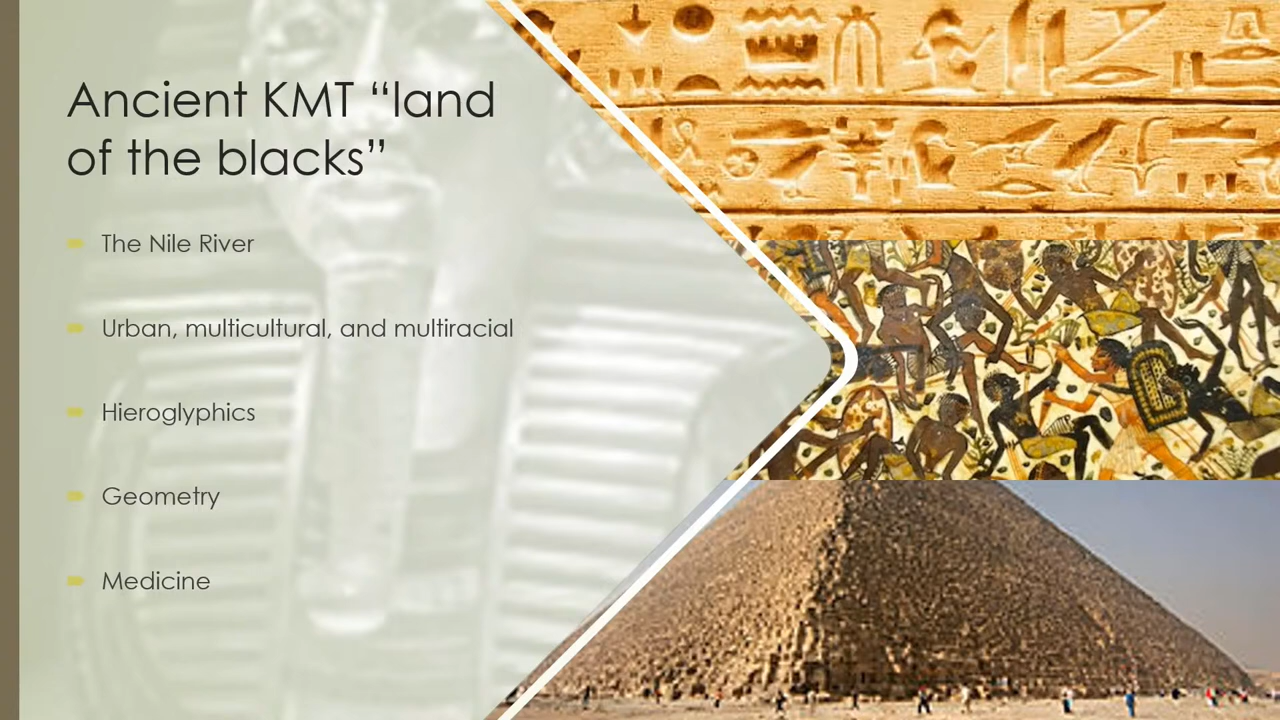 Ancient KMT “land
of the blacks”
The Nile River
Urban, multicultural, and multiracial
Hieroglyphics
Geometry
Medicine